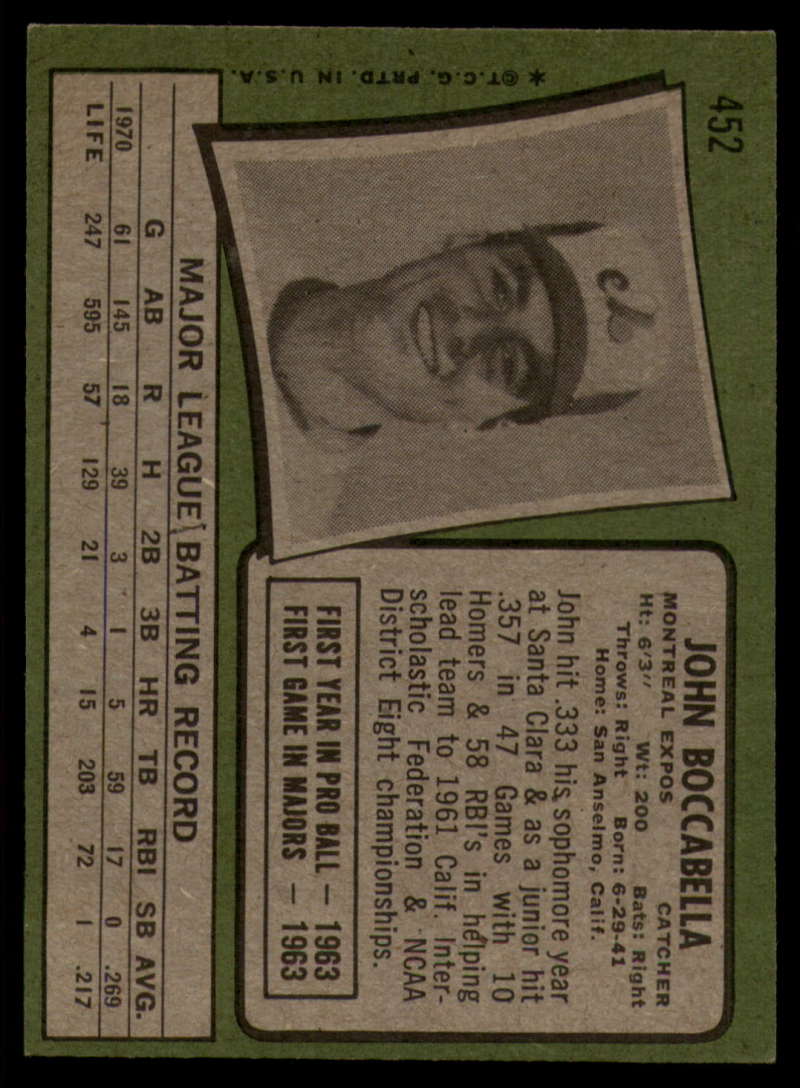 452
JOHN BOCCABELLA
MONTREAL EXPOS CATCHER
Ht: 6'3" Wt: 200 Bats: Right
Throws: Right Born: 6-29-41
Home: San Anselmo, Calif.
John hit .333 his sophomore year
at Santa Clara & as a junior hit
.357 in 47 Games with 10
Homers & 58 RBI's in helping
lead team to 1961 Calif. Inter-
scholastic Federation & NCAA
District Eight championships.
FIRST YEAR IN PRO BALL — 1963
FIRST GAME IN MAJORS — 1963
MAJOR LEAGUE BATTING RECORD
G AB R H 2B 3B HR TB RBI SB AVG.
1970 61 145 18 39 3 1 5 59 17 0 .269
LIFE 247 595 57 129 21 4 15 203 72 1 .217
*©T.C.G. PRTD. IN U.S.A.